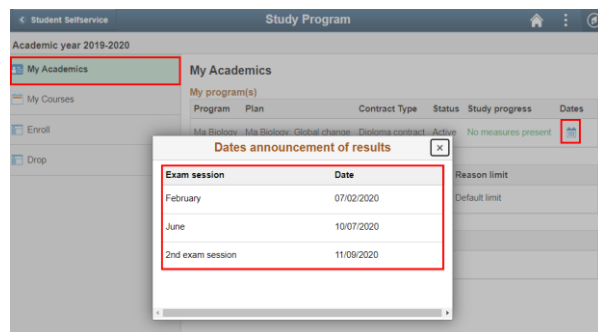 Student Selfservice
Study Program
Academic year 2019-2020
My Academics
My Courses
Enroll
Drop
My Academics
My program(s)
Program Plan Contract Type Status Study progress Dates
Ma Biology Ma Biology: Global change Diploma contract Active No measures present
Dates announcement of results
Exam session Date
February 07/02/2020
June 10/07/2020
2nd exam session 11/09/2020
Reason limit
Default limit